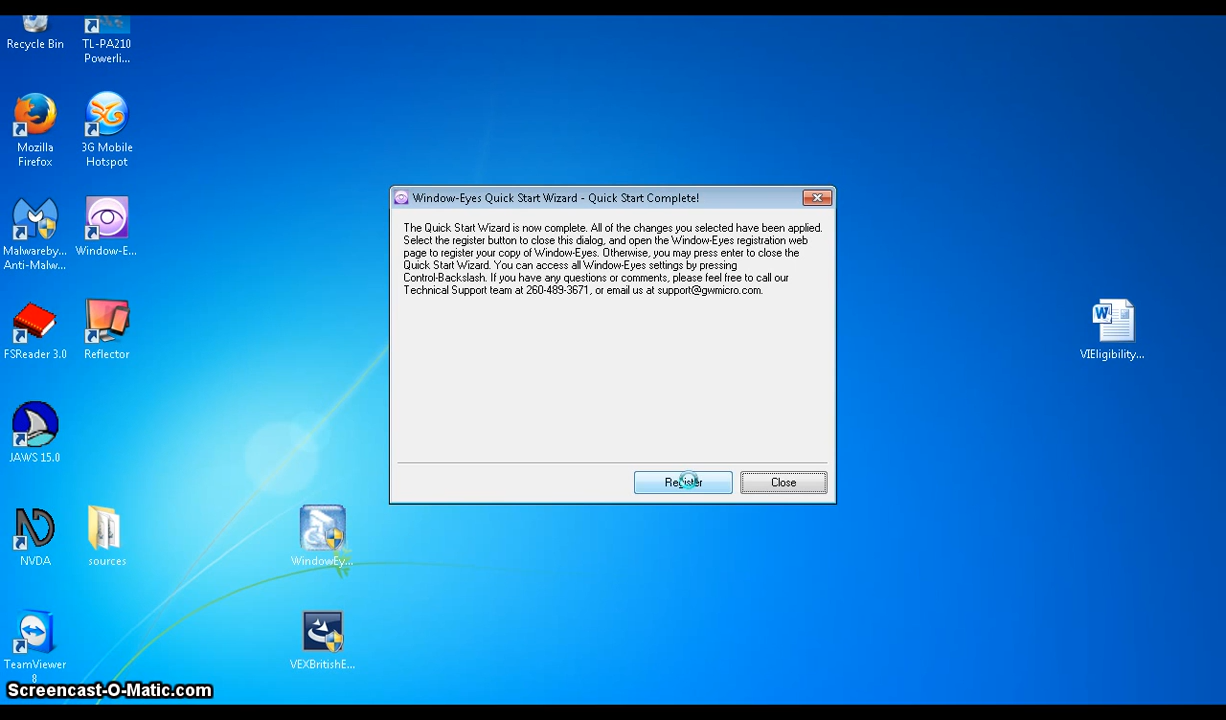 Recycle Bin
TL-PA210
Powerli...
Mozilla
Firefox
3G Mobile
Hotspot
Malwareby...
Anti-Malw...
Window-E...
FSReader 3.0
Reflector
JAWS 15.0
NVDA
sources
TeamViewer
8
WindowEy...
VEXBritishE...
VIEligibility...
Window-Eyes Quick Start Wizard - Quick Start Complete!
The Quick Start Wizard is now complete. All of the changes you selected have been applied.
Select the register button to close this dialog, and open the Window-Eyes registration web
page to register your copy of Window-Eyes. Otherwise, you may press enter to close the
Quick Start Wizard. You can access all Window-Eyes settings by pressing
Control-Backslash. If you have any questions or comments, please feel free to call our
Technical Support team at 260-489-3671, or email us at support@gwmicro.com.
Register
Close
Screencast-O-Matic.com